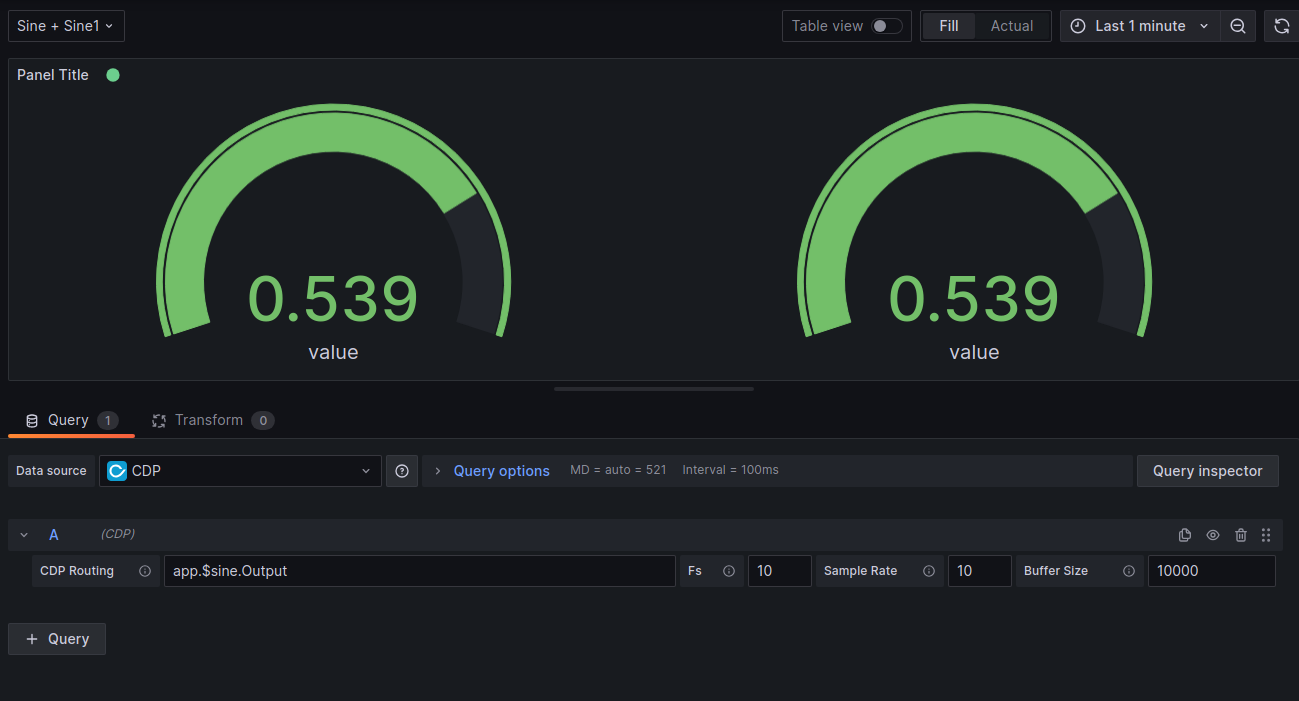 Sine + Sine1
Table view
Fill
Actual
Last 1 minute
Panel Title
0.539
value
0.539
value
Query 1
Transform 0
Data source
CDP
Query options
MD = auto = 521
Interval = 100ms
Query inspector
A
(CDP)
CDP Routing
app.$sine.Output
Fs
10
Sample Rate
10
Buffer Size
10000
+ Query